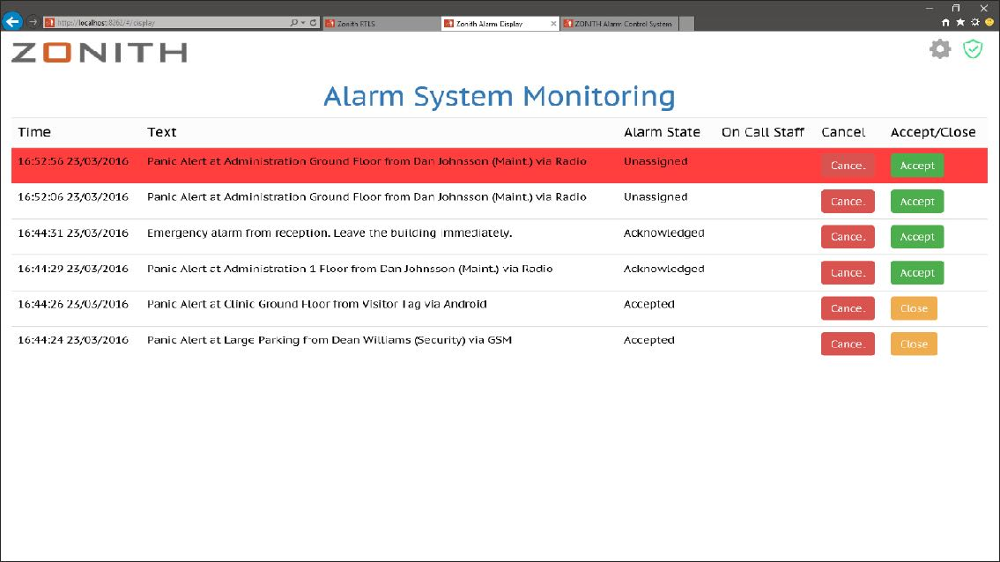 http://localhost:8262/#/display
Zonith RTLS
Zonith Alarm Display
ZONITH Alarm Control System
ZONITH
Alarm System Monitoring
Time Text Alarm State On Call Staff Cancel Accept/Close
16:52:56 23/03/2016 Panic Alert at Administration Ground Floor from Dan Johnsson (Maint.) via Radio Unassigned Cancel Accept
16:52:06 23/03/2016 Panic Alert at Administration Ground Floor from Dan Johnsson (Maint.) via Radio Unassigned Cancel Accept
16:44:31 23/03/2016 Emergency alarm from reception. Leave the building immediately. Acknowledged Cancel Accept
16:44:29 23/03/2016 Panic Alert at Administration 1 Floor from Dan Johnsson (Maint.) via Radio Acknowledged Cancel Accept
16:44:26 23/03/2016 Panic Alert at Clinic Ground Floor from Visitor Tag via Android Accepted Cancel Close
16:44:24 23/03/2016 Panic Alert at Large Parking from Dean Williams (Security) via GSM Accepted Cancel Close